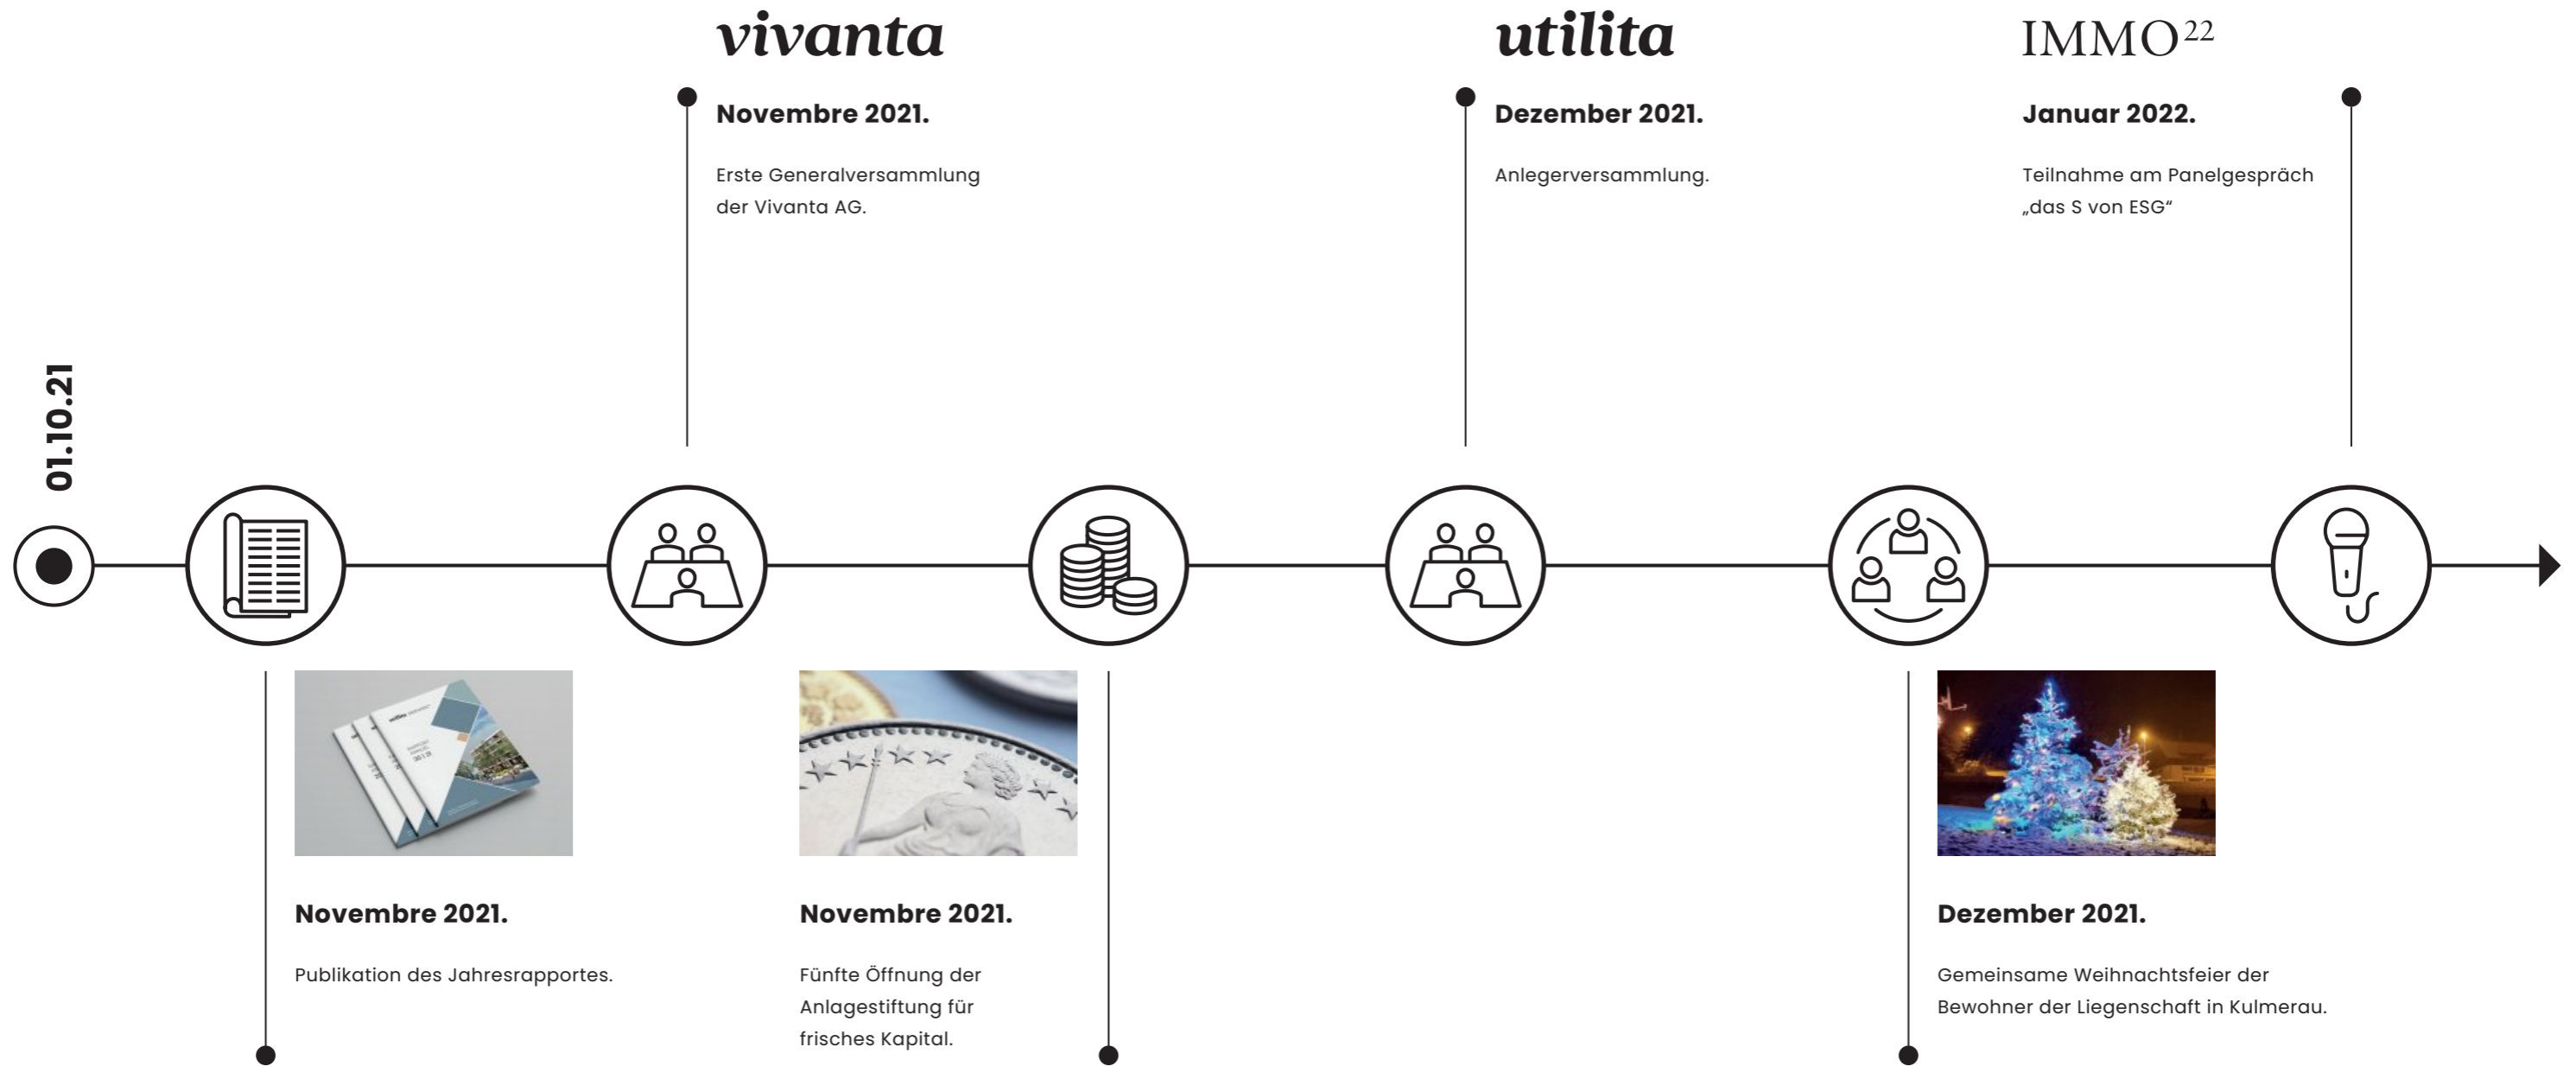 vivanta
Novembre 2021.
Erste Generalversammlung
der Vivanta AG.
utilita
Dezember 2021.
Anlegerversammlung.
IMMO22
Januar 2022.
Teilnahme am Panelgespräch
„das S von ESG“
01.10.21
Novembre 2021.
Publikation des Jahresrapportes.
Novembre 2021.
Fünfte Öffnung der
Anlagestiftung für
frisches Kapital.
Dezember 2021.
Gemeinsame Weihnachtsfeier der
Bewohner der Liegenschaft in Kulmerau.